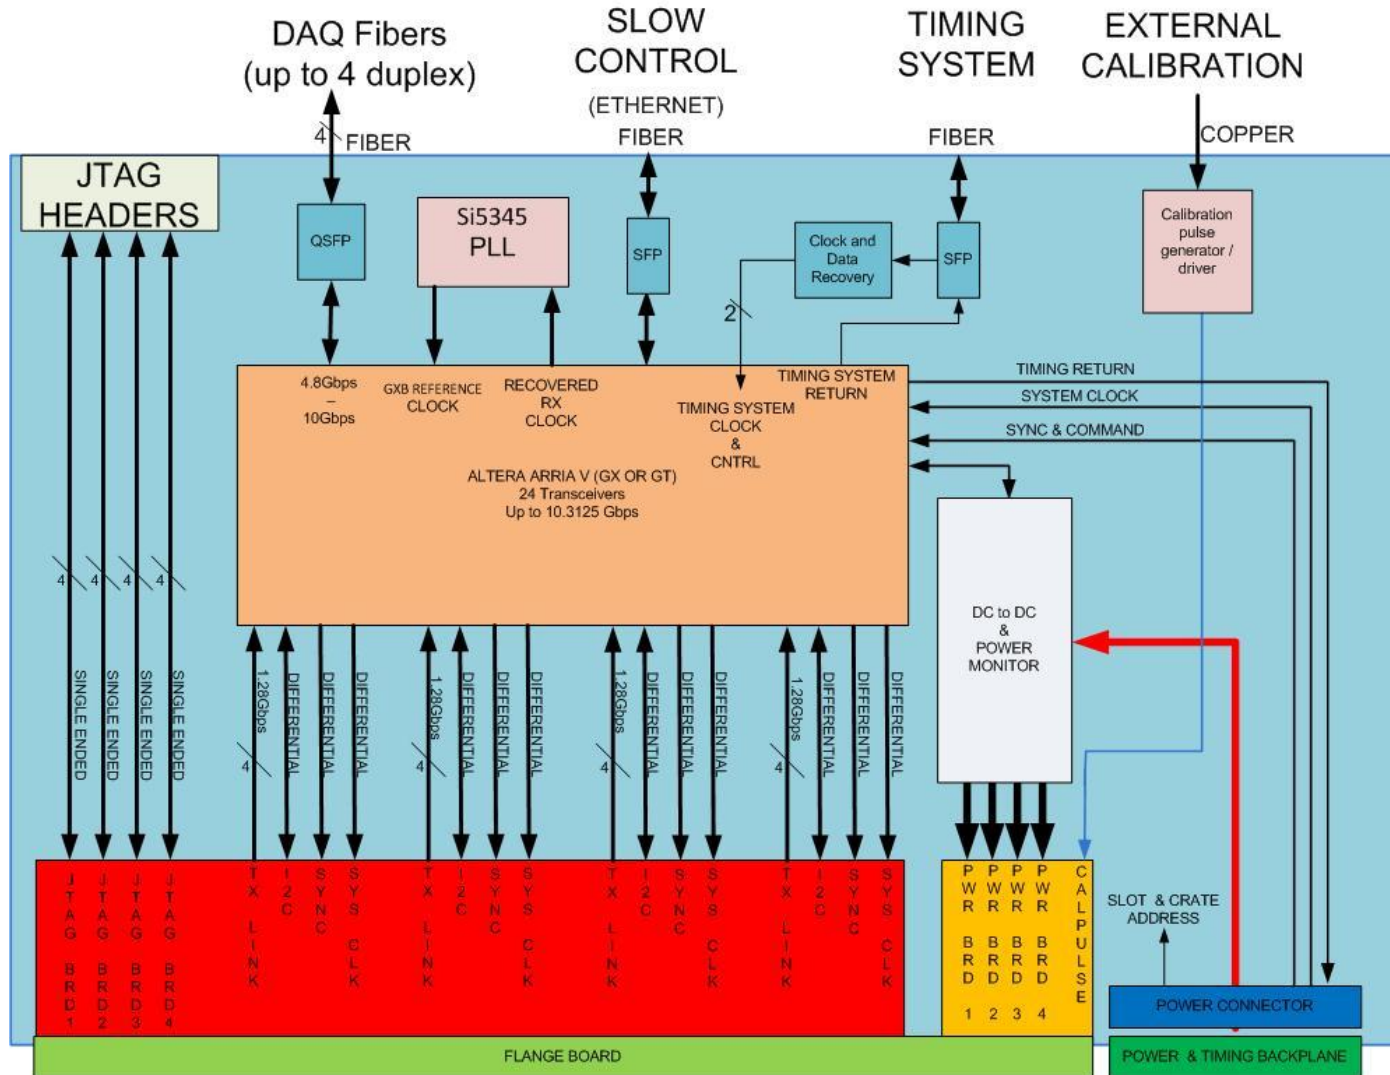 DAQ Fibers
(up to 4 duplex)
SLOW
CONTROL
(ETHERNET)
FIBER
TIMING
SYSTEM
FIBER
EXTERNAL
CALIBRATION
COPPER
4
FIBER
JTAG
HEADERS
QSFP
Si5345
PLL
SFP
Clock and
Data
Recovery
SFP
Calibration
pulse
generator /
driver
2
4.8Gbps
–
10Gbps
GXB REFERENCE
CLOCK
RECOVERED
RX
CLOCK
TIMING SYSTEM
CLOCK
&
CNTRL
TIMING SYSTEM
RETURN
TIMING RETURN
SYSTEM CLOCK
SYNC & COMMAND
ALTERA ARRIA V (GX OR GT)
24 Transceivers
Up to 10.3125 Gbps
4
4
4
4
SINGLE ENDED
SINGLE ENDED
SINGLE ENDED
SINGLE ENDED
1.28Gbps
4
DIFFERENTIAL
DIFFERENTIAL
DIFFERENTIAL
1.28Gbps
4
DIFFERENTIAL
DIFFERENTIAL
DIFFERENTIAL
1.28Gbps
4
DIFFERENTIAL
DIFFERENTIAL
DIFFERENTIAL
1.28Gbps
4
DIFFERENTIAL
DIFFERENTIAL
DIFFERENTIAL
DC to DC
&
POWER
MONITOR
JTAG BRD1
JTAG BRD2
JTAG BRD3
JTAG BRD4
TX LINK
I2C
SYNC
SYS CLK
TX LINK
I2C
SYNC
SYS CLK
TX LINK
I2C
SYNC
SYS CLK
TX LINK
I2C
SYNC
SYS CLK
PWR BRD 1
PWR BRD 2
PWR BRD 3
PWR BRD 4
CALPULSE
SLOT & CRATE
ADDRESS
POWER CONNECTOR
FLANGE BOARD
POWER & TIMING BACKPLANE